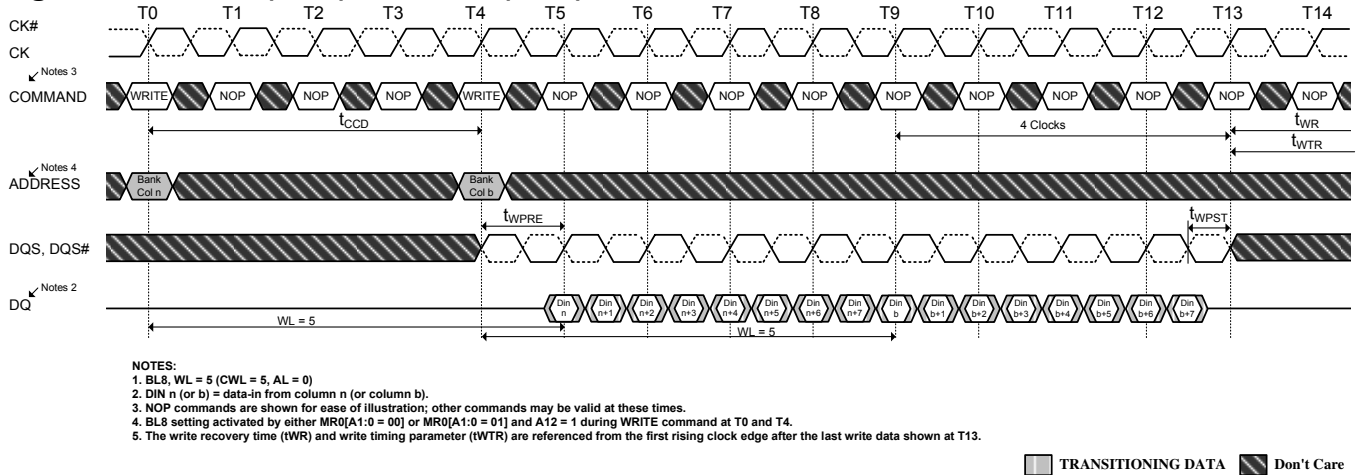 T0 T1 T2 T3 T4 T5 T6 T7 T8 T9 T10 T11 T12 T13 T14
CK#
CK
Notes 3
COMMAND
WRITE NOP NOP NOP WRITE NOP NOP NOP NOP NOP NOP NOP NOP NOP NOP
tCCD
4 Clocks
tWR
tWTR
Notes 4
ADDRESS
Bank Bank
Col n Col b
tWPRE
tWPST
DQS, DQS#
Notes 2
DQ
Din Din Din Din Din Din Din Din Din Din Din Din Din Din Din Din
n n+1 n+2 n+3 n+4 n+5 n+6 n+7 b b+1 b+2 b+3 b+4 b+5 b+6 b+7
WL = 5
WL = 5
NOTES:
1. BL8, WL = 5 (CWL = 5, AL = 0)
2. DIN n (or b) = data-in from column n (or column b).
3. NOP commands are shown for ease of illustration; other commands may be valid at these times.
4. BL8 setting activated by either MR0[A1:0 = 00] or MR0[A1:0 = 01] and A12 = 1 during WRITE command at T0 and T4.
5. The write recovery time (tWR) and write timing parameter (tWTR) are referenced from the first rising clock edge after the last write data shown at T13.
TRANSITIONING DATA Don't Care